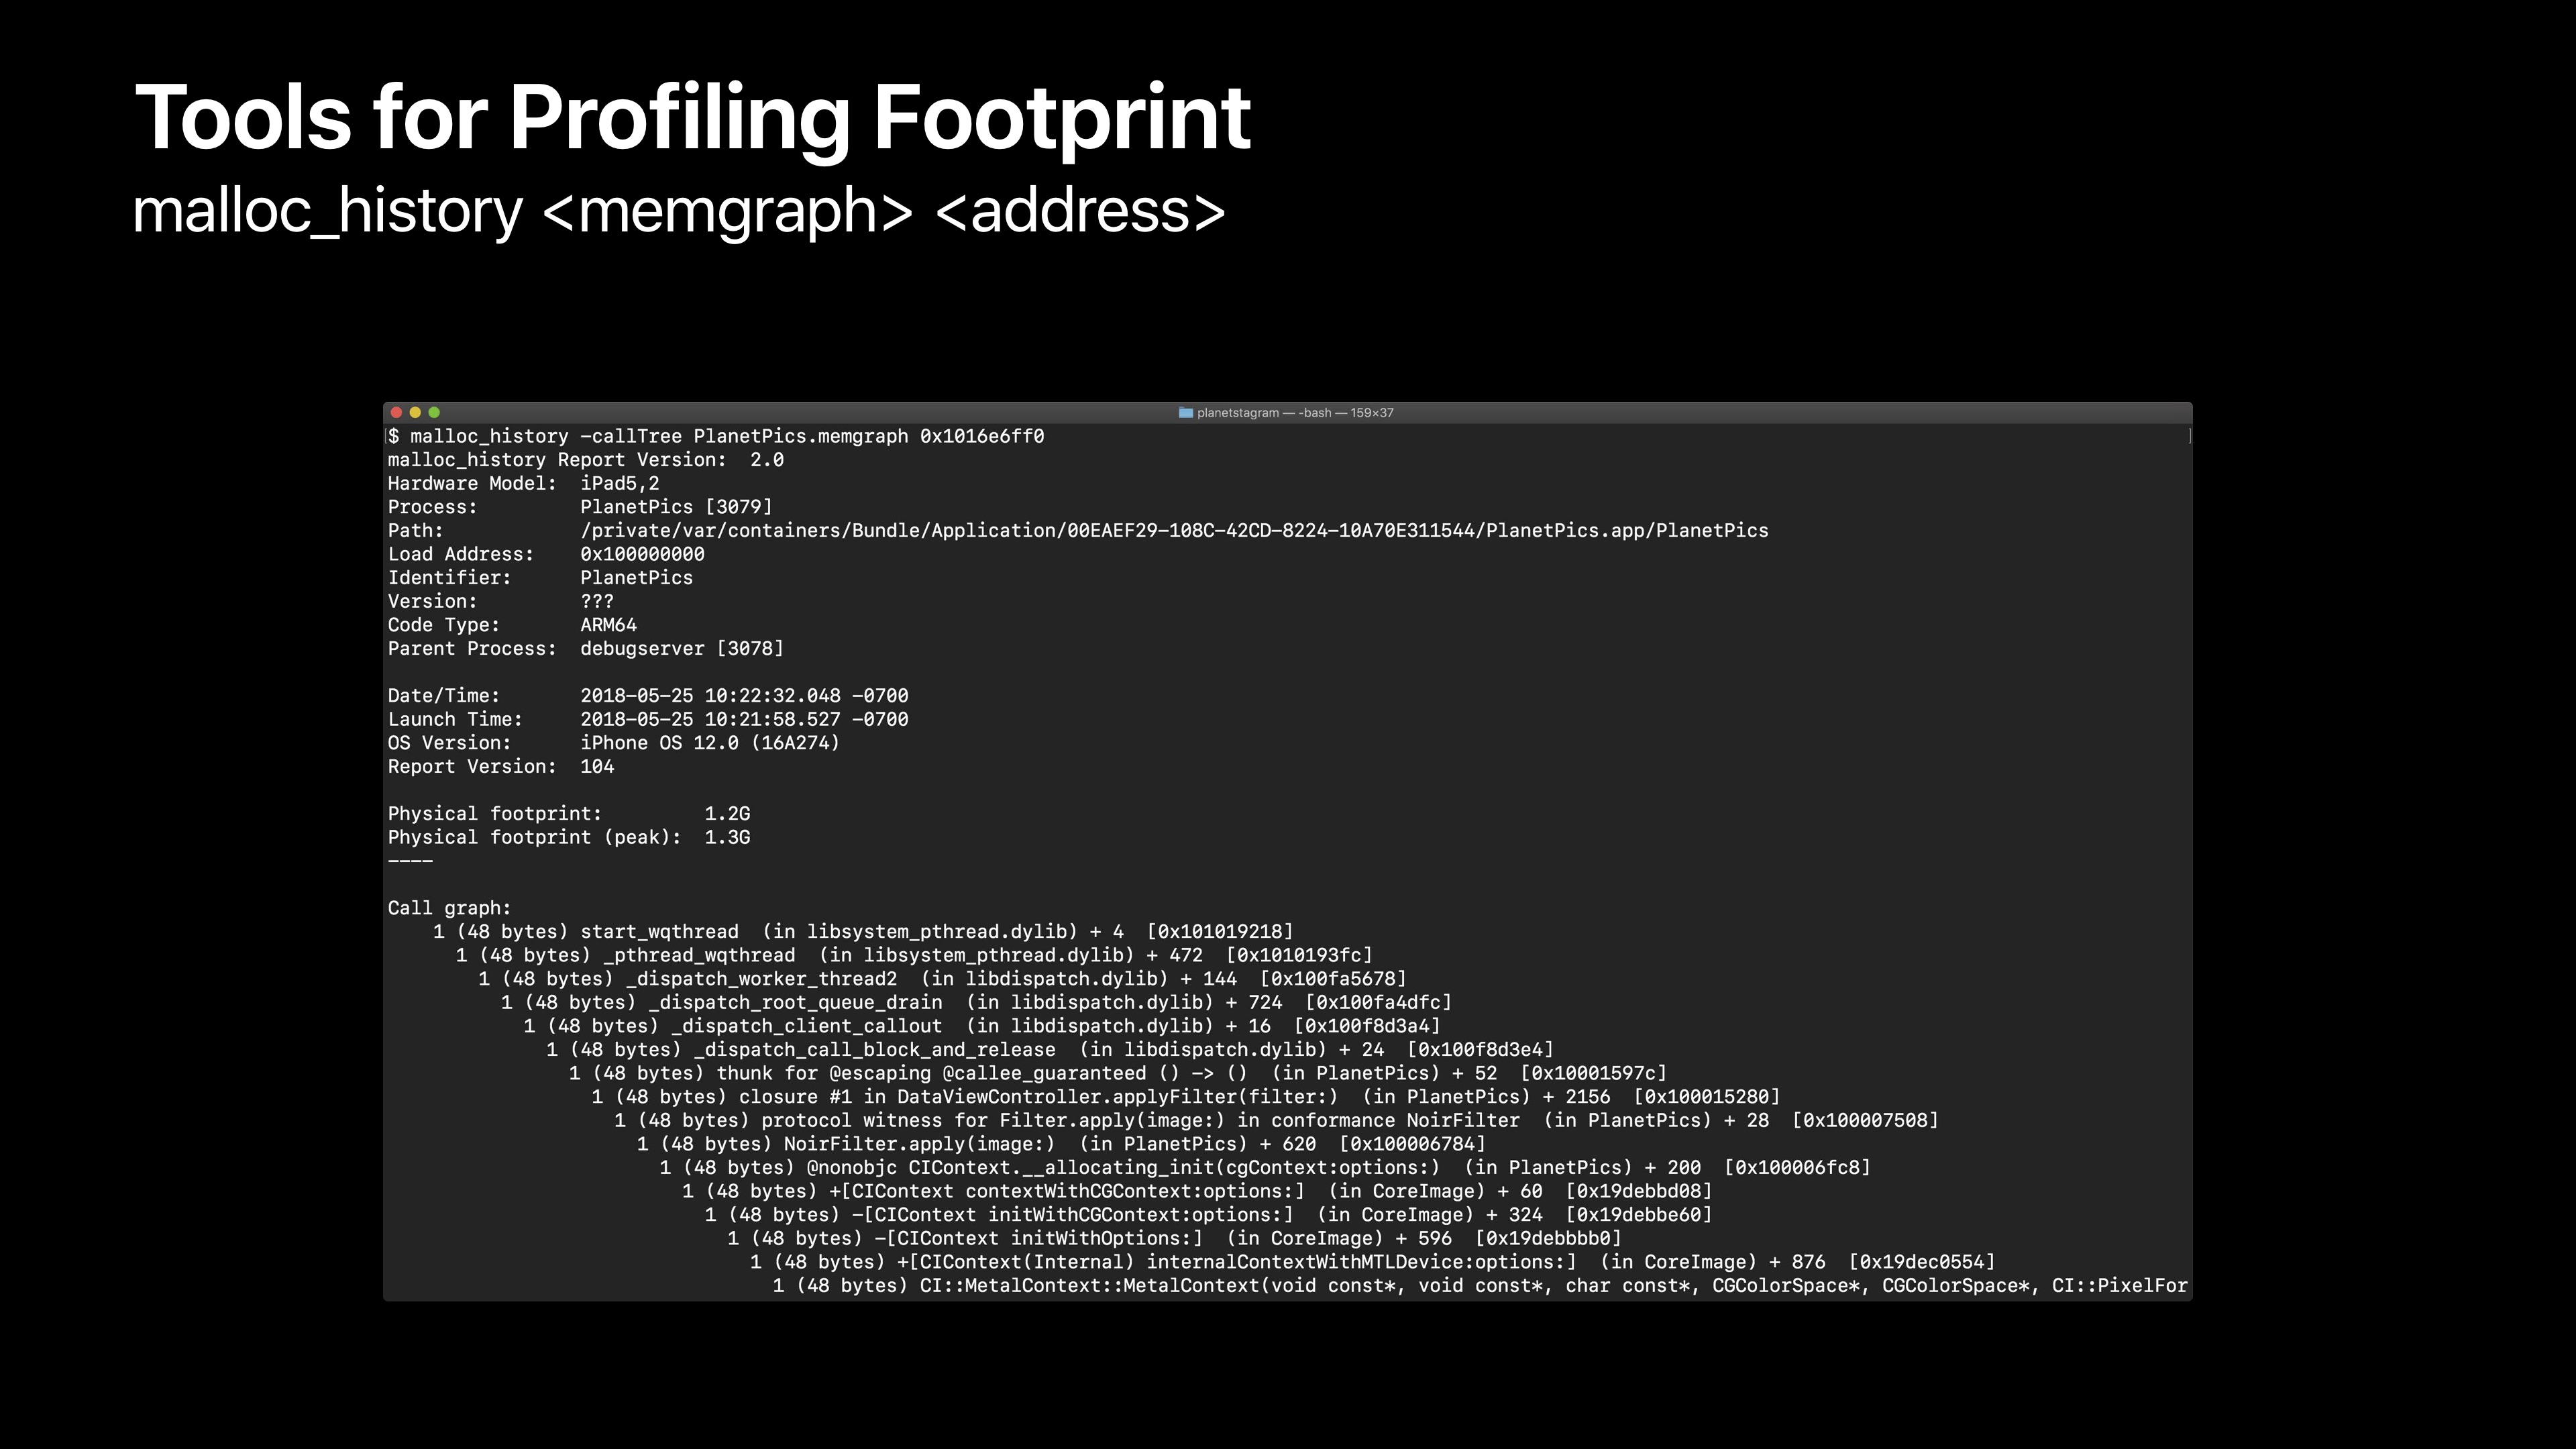 Tools for Profiling Footprint
malloc_history <memgraph> <address>
planetstagram — -bash — 159×37
[$ malloc_history -callTree PlanetPics.memgraph 0x1016e6ff0 ]
malloc_history Report Version:  2.0
Hardware Model:  iPad5,2
Process:         PlanetPics [3079]
Path:            /private/var/containers/Bundle/Application/00EAEF29-108C-42CD-8224-10A70E311544/PlanetPics.app/PlanetPics
Load Address:    0x100000000
Identifier:      PlanetPics
Version:         ???
Code Type:       ARM64
Parent Process:  debugserver [3078]
Date/Time:       2018-05-25 10:22:32.048 -0700
Launch Time:     2018-05-25 10:21:58.527 -0700
OS Version:      iPhone OS 12.0 (16A274)
Report Version:  104
Physical footprint:         1.2G
Physical footprint (peak):  1.3G
----
Call graph:
    1 (48 bytes) start_wqthread  (in libsystem_pthread.dylib) + 4  [0x101019218]
      1 (48 bytes) _pthread_wqthread  (in libsystem_pthread.dylib) + 472  [0x1010193fc]
        1 (48 bytes) _dispatch_worker_thread2  (in libdispatch.dylib) + 144  [0x100fa5678]
          1 (48 bytes) _dispatch_root_queue_drain  (in libdispatch.dylib) + 724  [0x100fa4dfc]
            1 (48 bytes) _dispatch_client_callout  (in libdispatch.dylib) + 16  [0x100f8d3a4]
              1 (48 bytes) _dispatch_call_block_and_release  (in libdispatch.dylib) + 24  [0x100f8d3e4]
                1 (48 bytes) thunk for @escaping @callee_guaranteed () -> ()  (in PlanetPics) + 52  [0x10001597c]
                  1 (48 bytes) closure #1 in DataViewController.applyFilter(filter:)  (in PlanetPics) + 2156  [0x100015280]
                    1 (48 bytes) protocol witness for Filter.apply(image:) in conformance NoirFilter  (in PlanetPics) + 28  [0x100007508]
                      1 (48 bytes) NoirFilter.apply(image:)  (in PlanetPics) + 620  [0x100006784]
                        1 (48 bytes) @nonobjc CIContext.__allocating_init(cgContext:options:)  (in PlanetPics) + 200  [0x100006fc8]
                          1 (48 bytes) +[CIContext contextWithCGContext:options:]  (in CoreImage) + 60  [0x19debbd08]
                            1 (48 bytes) -[CIContext initWithCGContext:options:]  (in CoreImage) + 324  [0x19debbe60]
                              1 (48 bytes) -[CIContext initWithOptions:]  (in CoreImage) + 596  [0x19debbbb0]
                                1 (48 bytes) +[CIContext(Internal) internalContextWithMTLDevice:options:]  (in CoreImage) + 876  [0x19dec0554]
                                  1 (48 bytes) CI::MetalContext::MetalContext(void const*, void const*, char const*, CGColorSpace*, CGColorSpace*, CI::PixelFor